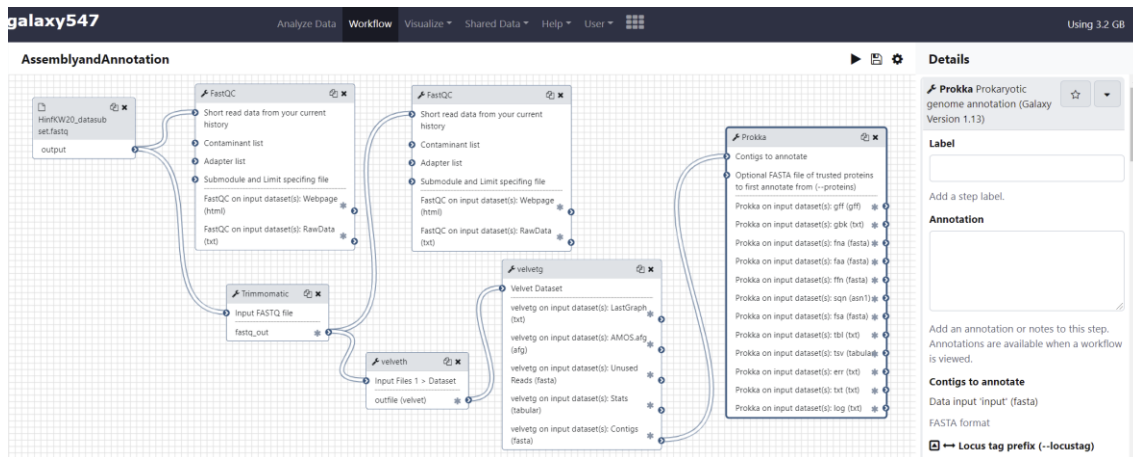 galaxy547
Analyze Data Workflow Visualize Shared Data Help User
Using 3.2 GB
AssemblyandAnnotation
HinfKW20_datasub
set.fastq
output
FastQC
Short read data from your current
history
Contaminant list
Adapter list
Submodule and Limit specifing file
FastQC on input dataset(s): Webpage
(html)
FastQC on input dataset(s): RawData
(txt)
FastQC
Short read data from your current
history
Contaminant list
Adapter list
Submodule and Limit specifing file
FastQC on input dataset(s): Webpage
(html)
FastQC on input dataset(s): RawData
(txt)
Trimmomatic
Input FASTQ file
fastq_out
velveth
Input Files 1 > Dataset
outfile (velvet)
velvetg
Velvet Dataset
velvetg on input dataset(s): LastGraph
(txt)
velvetg on input dataset(s): AMOS.afg
(afg)
velvetg on input dataset(s): Unused
Reads (fasta)
velvetg on input dataset(s): Stats
(tabular)
velvetg on input dataset(s): Contigs
(fasta)
Prokka
Contigs to annotate
Optional FASTA file of trusted proteins
to first annotate from (--proteins)
Prokka on input dataset(s): gff (gff)
Prokka on input dataset(s): gbk (txt)
Prokka on input dataset(s): fna (fasta)
Prokka on input dataset(s): faa (fasta)
Prokka on input dataset(s): ffn (fasta)
Prokka on input dataset(s): sqn (asn1)
Prokka on input dataset(s): fsa (fasta)
Prokka on input dataset(s): tbl (txt)
Prokka on input dataset(s): tsv (tabular
Prokka on input dataset(s): err (txt)
Prokka on input dataset(s): txt (txt)
Prokka on input dataset(s): log (txt)
Details
Prokka Prokaryotic
genome annotation (Galaxy
Version 1.13)
Label
Add a step label.
Annotation
Add an annotation or notes to this step.
Annotations are available when a workflow
is viewed.
Contigs to annotate
Data input 'input' (fasta)
FASTA format
Locus tag prefix (--locustag)